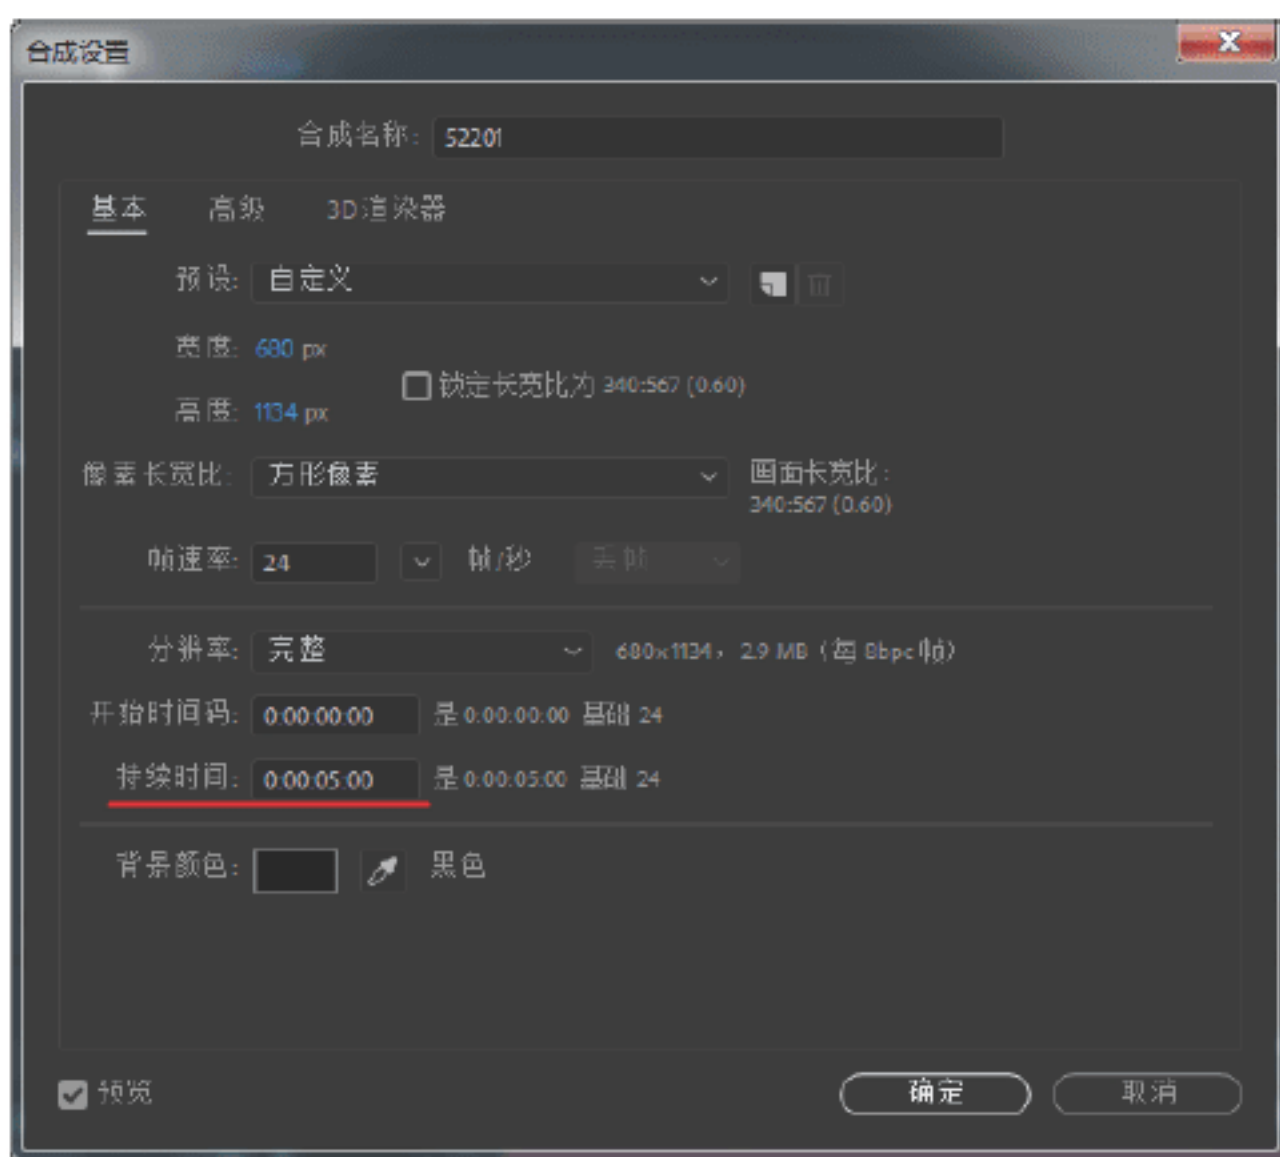 合成设置
合成名称: 52201
基本 高级 3D渲染器
预设: 自定义
宽度: 680 px
锁定长宽比为 340:567 (0.60)
高度: 1134 px
像素长宽比: 方形像素 画面长宽比:
340:567 (0.60)
帧速率: 24 帧/秒 丢帧
分辨率: 完整 680x1134，2.9 MB（每 8bpc 帧）
开始时间码: 0:00:00:00 是 0:00:00:00 基础 24
持续时间: 0:00:05:00 是 0:00:05:00 基础 24
背景颜色: 黑色
预览 确定 取消